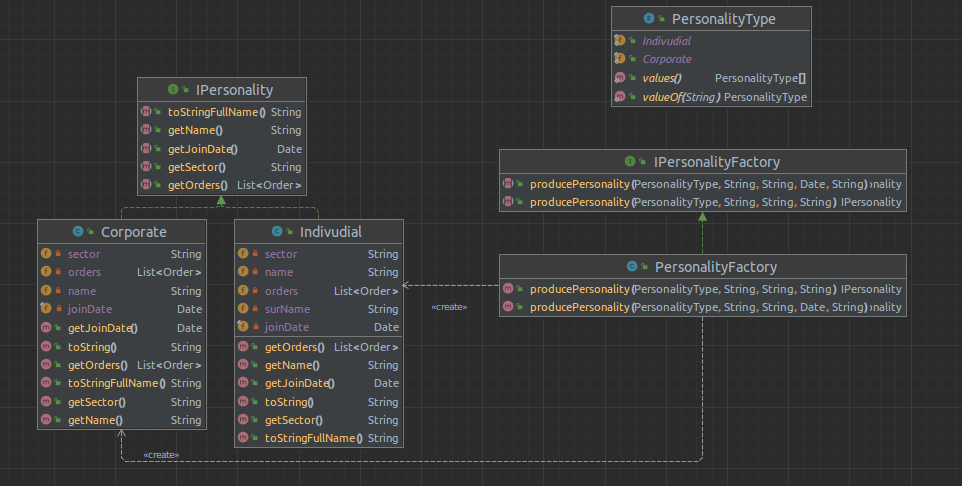 PersonalityType
Indivudial
Corporate
values() PersonalityType[]
valueOf(String) PersonalityType
IPersonality
toStringFullName() String
getName() String
getJoinDate() Date
getSector() String
getOrders() List<Order>
IPersonalityFactory
producePersonality(PersonalityType, String, String, Date, String) ersonality
producePersonality(PersonalityType, String, String, String) IPersonality
Corporate
sector String
orders List<Order>
name String
joinDate Date
getJoinDate() Date
toString() String
getOrders() List<Order>
toStringFullName() String
getSector() String
getName() String
Indivudial
sector String
name String
orders List<Order>
surName String
joinDate Date
getOrders() List<Order>
getName() String
getJoinDate() Date
toString() String
getSector() String
toStringFullName() String
PersonalityFactory
producePersonality(PersonalityType, String, String, String) IPersonality
producePersonality(PersonalityType, String, String, Date, String) onality
«create»
«create»